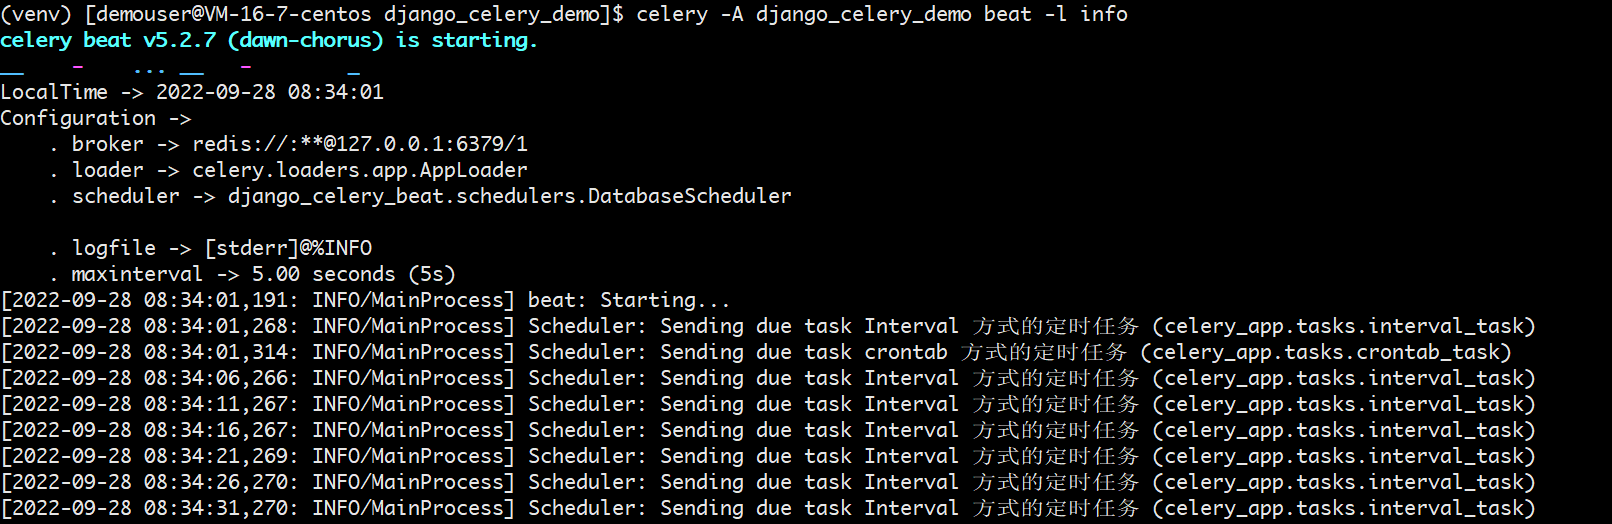 (venv) [demouser@VM-16-7-centos django_celery_demo]$ celery -A django_celery_demo beat -l info
celery beat v5.2.7 (dawn-chorus) is starting.
__    -    ... __   -        _
LocalTime -> 2022-09-28 08:34:01
Configuration ->
    . broker -> redis://:**@127.0.0.1:6379/1
    . loader -> celery.loaders.app.AppLoader
    . scheduler -> django_celery_beat.schedulers.DatabaseScheduler
    . logfile -> [stderr]@%INFO
    . maxinterval -> 5.00 seconds (5s)
[2022-09-28 08:34:01,191: INFO/MainProcess] beat: Starting...
[2022-09-28 08:34:01,268: INFO/MainProcess] Scheduler: Sending due task Interval 方式的定时任务 (celery_app.tasks.interval_task)
[2022-09-28 08:34:01,314: INFO/MainProcess] Scheduler: Sending due task crontab 方式的定时任务 (celery_app.tasks.crontab_task)
[2022-09-28 08:34:06,266: INFO/MainProcess] Scheduler: Sending due task Interval 方式的定时任务 (celery_app.tasks.interval_task)
[2022-09-28 08:34:11,267: INFO/MainProcess] Scheduler: Sending due task Interval 方式的定时任务 (celery_app.tasks.interval_task)
[2022-09-28 08:34:16,267: INFO/MainProcess] Scheduler: Sending due task Interval 方式的定时任务 (celery_app.tasks.interval_task)
[2022-09-28 08:34:21,269: INFO/MainProcess] Scheduler: Sending due task Interval 方式的定时任务 (celery_app.tasks.interval_task)
[2022-09-28 08:34:26,270: INFO/MainProcess] Scheduler: Sending due task Interval 方式的定时任务 (celery_app.tasks.interval_task)
[2022-09-28 08:34:31,270: INFO/MainProcess] Scheduler: Sending due task Interval 方式的定时任务 (celery_app.tasks.interval_task)